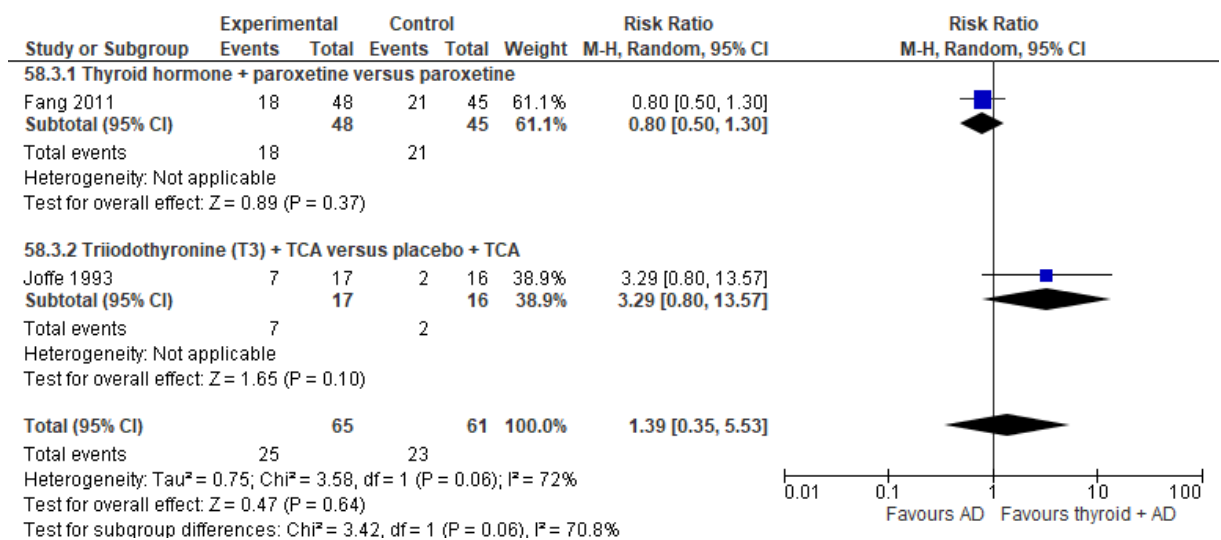 Experimental Control Risk Ratio Risk Ratio
Study or Subgroup Events Total Events Total Weight M-H, Random, 95% CI M-H, Random, 95% CI
58.3.1 Thyroid hormone + paroxetine versus paroxetine
Fang 2011 18 48 21 45 61.1% 0.80 [0.50, 1.30]
Subtotal (95% CI) 48 45 61.1% 0.80 [0.50, 1.30]
Total events 18 21
Heterogeneity: Not applicable
Test for overall effect: Z = 0.89 (P = 0.37)
58.3.2 Triiodothyronine (T3) + TCA versus placebo + TCA
Joffe 1993 7 17 2 16 38.9% 3.29 [0.80, 13.57]
Subtotal (95% CI) 17 16 38.9% 3.29 [0.80, 13.57]
Total events 7 2
Heterogeneity: Not applicable
Test for overall effect: Z = 1.65 (P = 0.10)
Total (95% CI) 65 61 100.0% 1.39 [0.35, 5.53]
Total events 25 23
Heterogeneity: Tau² = 0.75; Chi² = 3.58, df = 1 (P = 0.06); I² = 72%
Test for overall effect: Z = 0.47 (P = 0.64)
Test for subgroup differences: Chi² = 3.42, df = 1 (P = 0.06), I² = 70.8%
0.01 0.1 1 10 100
Favours AD Favours thyroid + AD